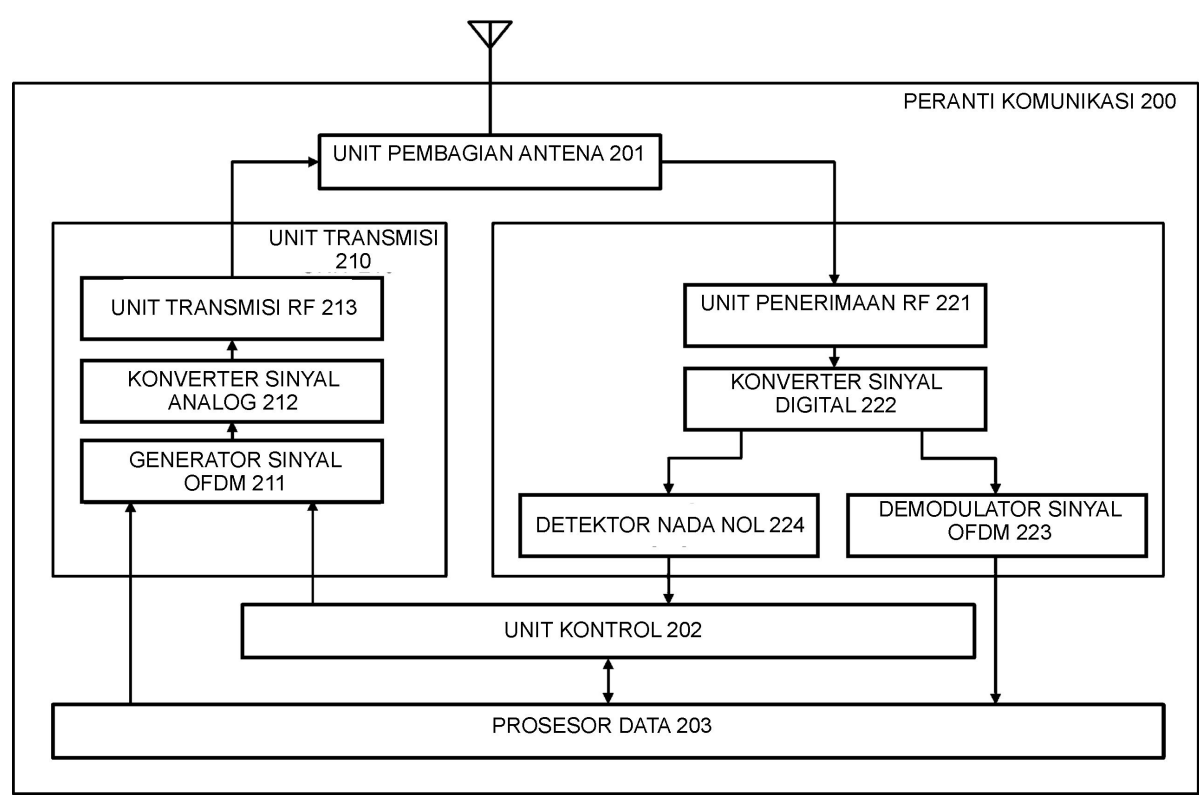 PERANTI KOMUNIKASI 200
UNIT PEMBAGIAN ANTENA 201
UNIT TRANSMISI
210
UNIT TRANSMISI RF 213
KONVERTER SINYAL
ANALOG 212
GENERATOR SINYAL
OFDM 211
UNIT PENERIMAAN RF 221
KONVERTER SINYAL
DIGITAL 222
DETEKTOR NADA NOL 224
DEMODULATOR SINYAL
OFDM 223
UNIT KONTROL 202
PROSESOR DATA 203